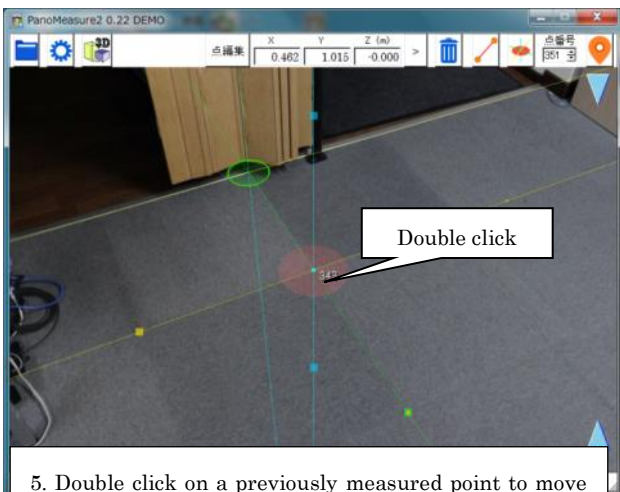 PanoMeasure2 0.22 DEMO
3D
点編集
X Y Z (m)
0.462 1.015 -0.000 >
点番号
351
Double click
343
5. Double click on a previously measured point to move